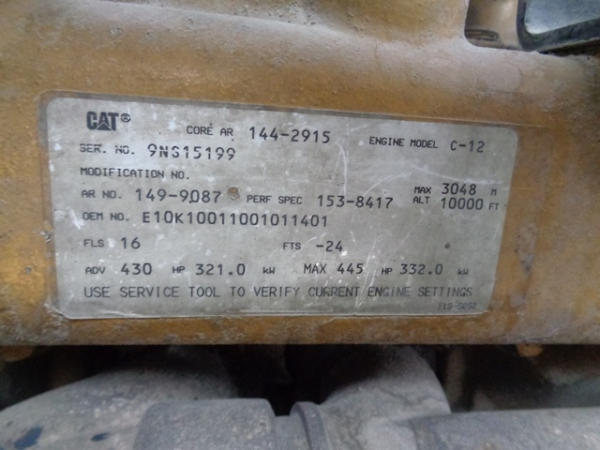 CAT® CORE AR 144-2915 ENGINE MODEL C-12
SER. NO. 9NS15199
MODIFICATION NO.
AR NO. 149-9087 PERF SPEC 153-8417 MAX ALT 3048 M 10000 FT
OEM NO. E10K10011001011401
FLS 16 FTS -24
ADV 430 HP 321.0 kW MAX 445 HP 332.0 kW
USE SERVICE TOOL TO VERIFY CURRENT ENGINE SETTINGS